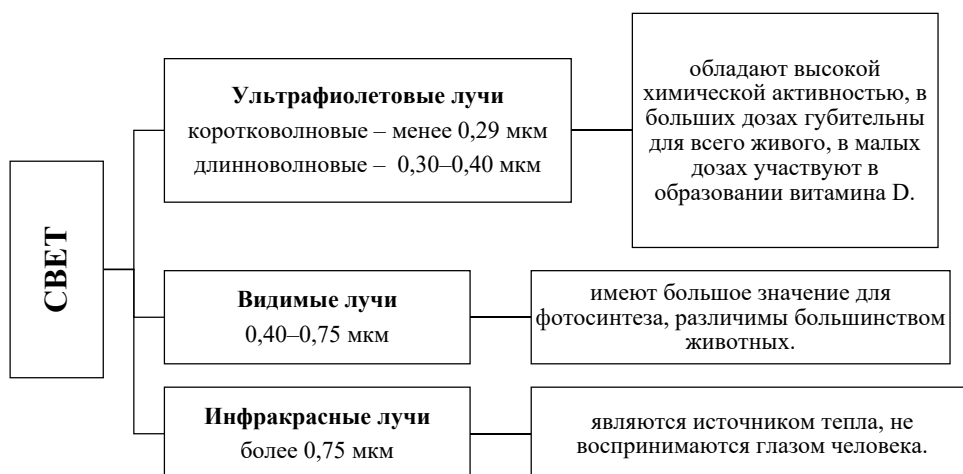 СВЕТ
Ультрафиолетовые лучи
коротковолновые – менее 0,29 мкм
длинноволновые – 0,30–0,40 мкм
обладают высокой
химической активностью, в
больших дозах губительны
для всего живого, в малых
дозах участвуют в
образовании витамина D.
Видимые лучи
0,40–0,75 мкм
имеют большое значение для
фотосинтеза, различимы большинством
животных.
Инфракрасные лучи
более 0,75 мкм
являются источником тепла, не
воспринимаются глазом человека.